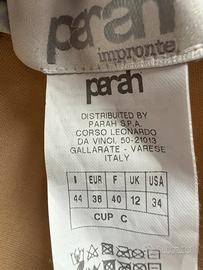 parah
impronte
parah
DISTRIBUTED BY
PARAH S.P.A.
CORSO LEONARDO
DA VINCI, 50-21013
GALLARATE - VARESE
ITALY
I EUR F UK USA
44 38 40 12 34
CUP C